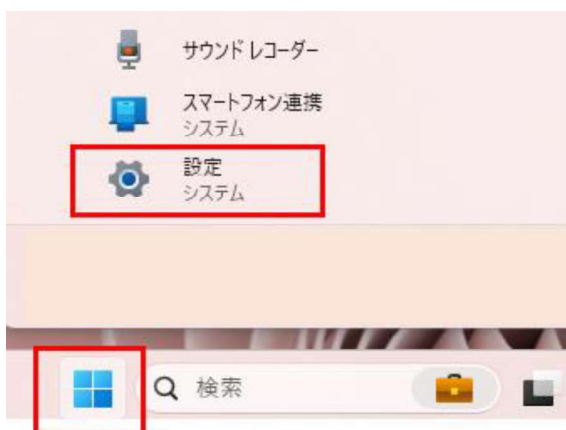 サウンド レコーダー
スマートフォン連携
システム
設定
システム
検索